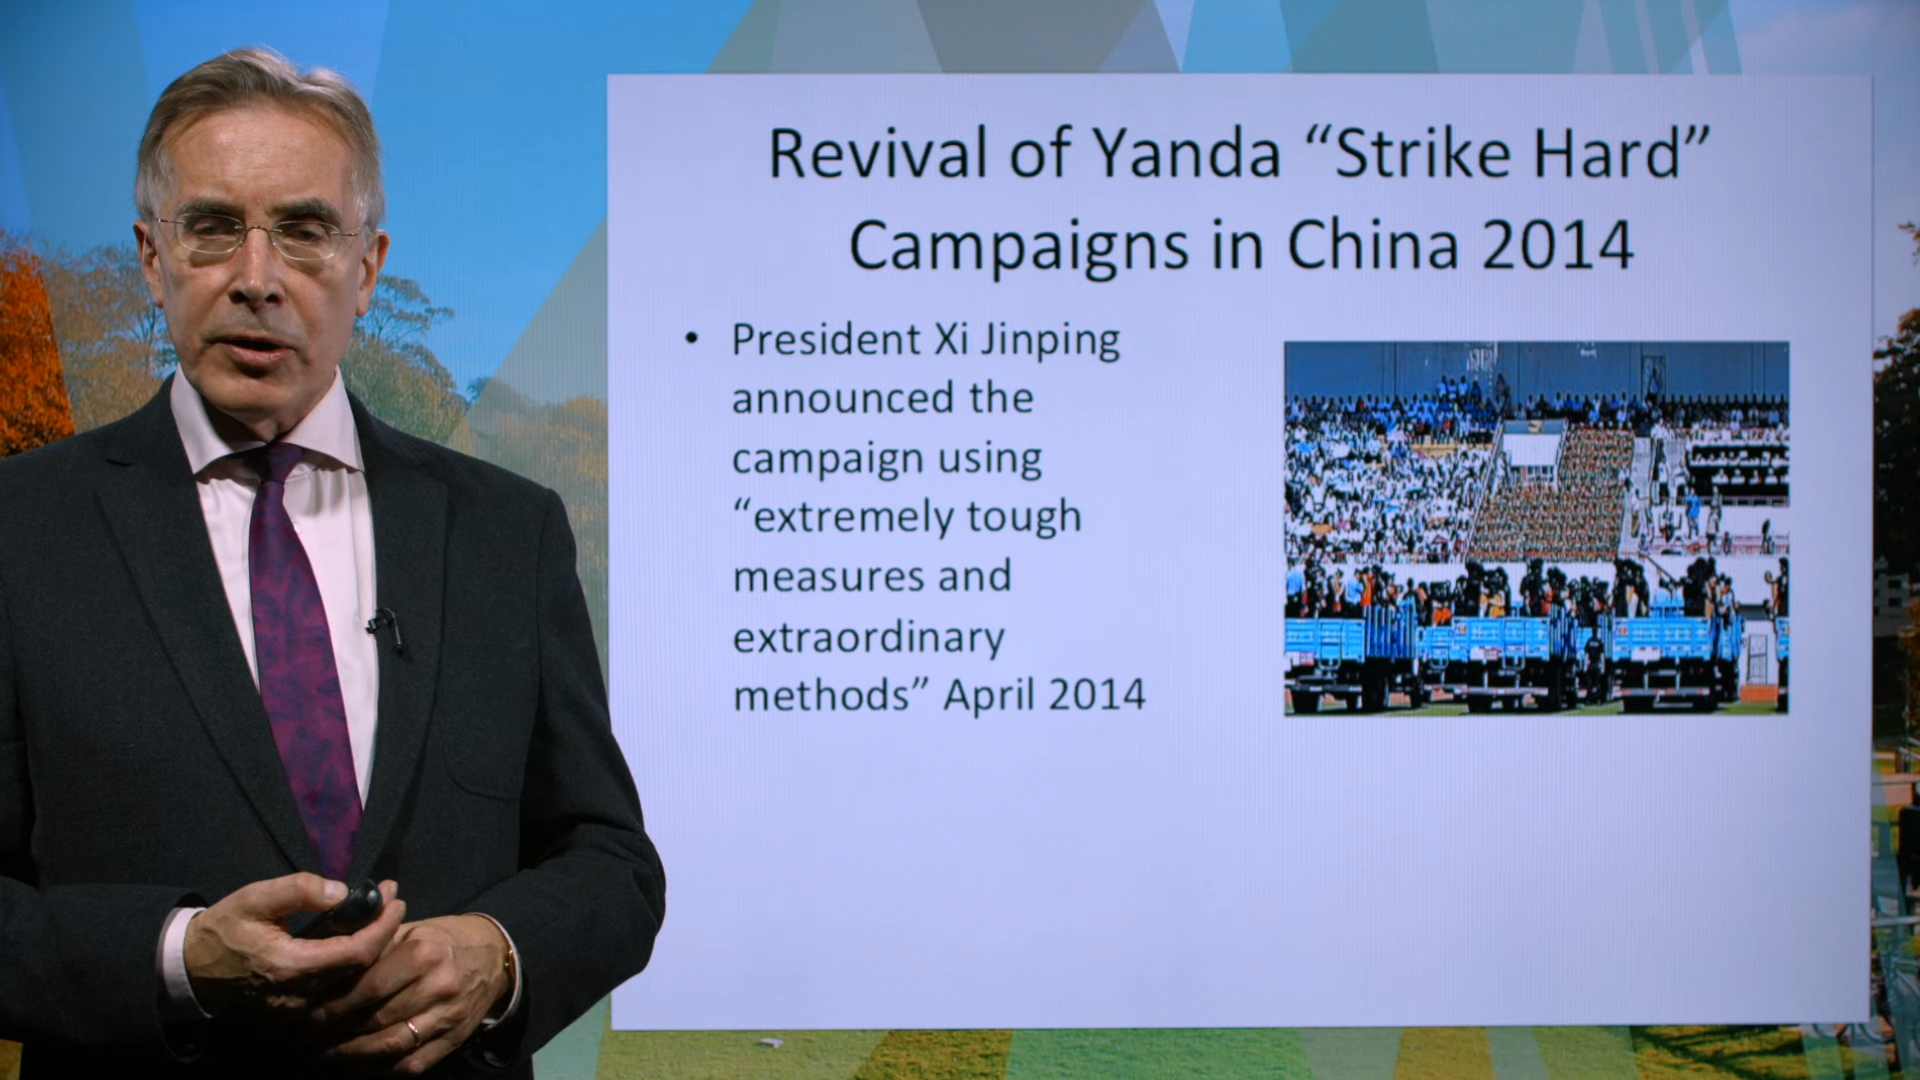 Revival of Yanda “Strike Hard”
Campaigns in China 2014
• President Xi Jinping
announced the
campaign using
“extremely tough
measures and
extraordinary
methods” April 2014